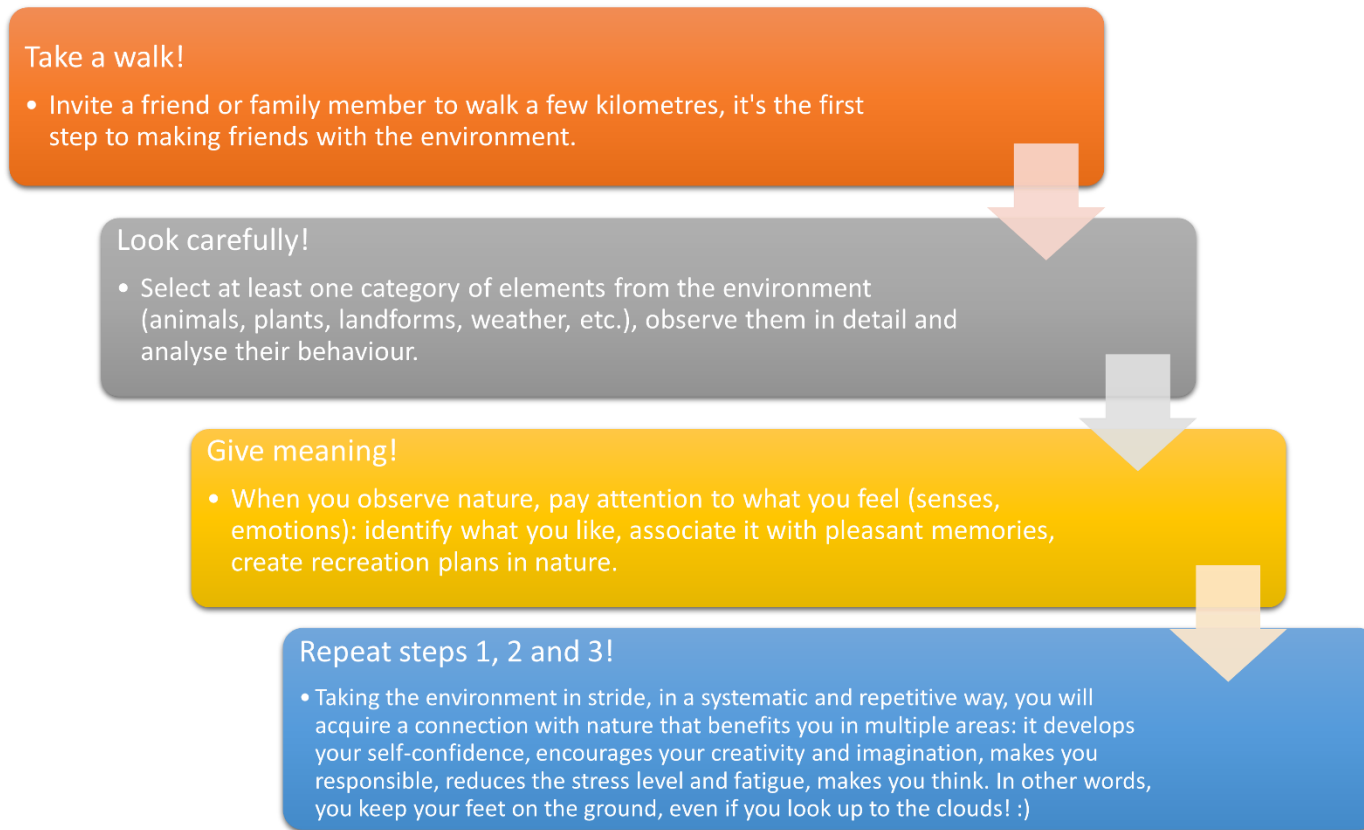 Take a walk!
• Invite a friend or family member to walk a few kilometres, it's the first
step to making friends with the environment.
Look carefully!
• Select at least one category of elements from the environment
(animals, plants, landforms, weather, etc.), observe them in detail and
analyse their behaviour.
Give meaning!
• When you observe nature, pay attention to what you feel (senses,
emotions): identify what you like, associate it with pleasant memories,
create recreation plans in nature.
Repeat steps 1, 2 and 3!
• Taking the environment in stride, in a systematic and repetitive way, you will
acquire a connection with nature that benefits you in multiple areas: it develops
your self-confidence, encourages your creativity and imagination, makes you
responsible, reduces the stress level and fatigue, makes you think. In other words,
you keep your feet on the ground, even if you look up to the clouds! :)